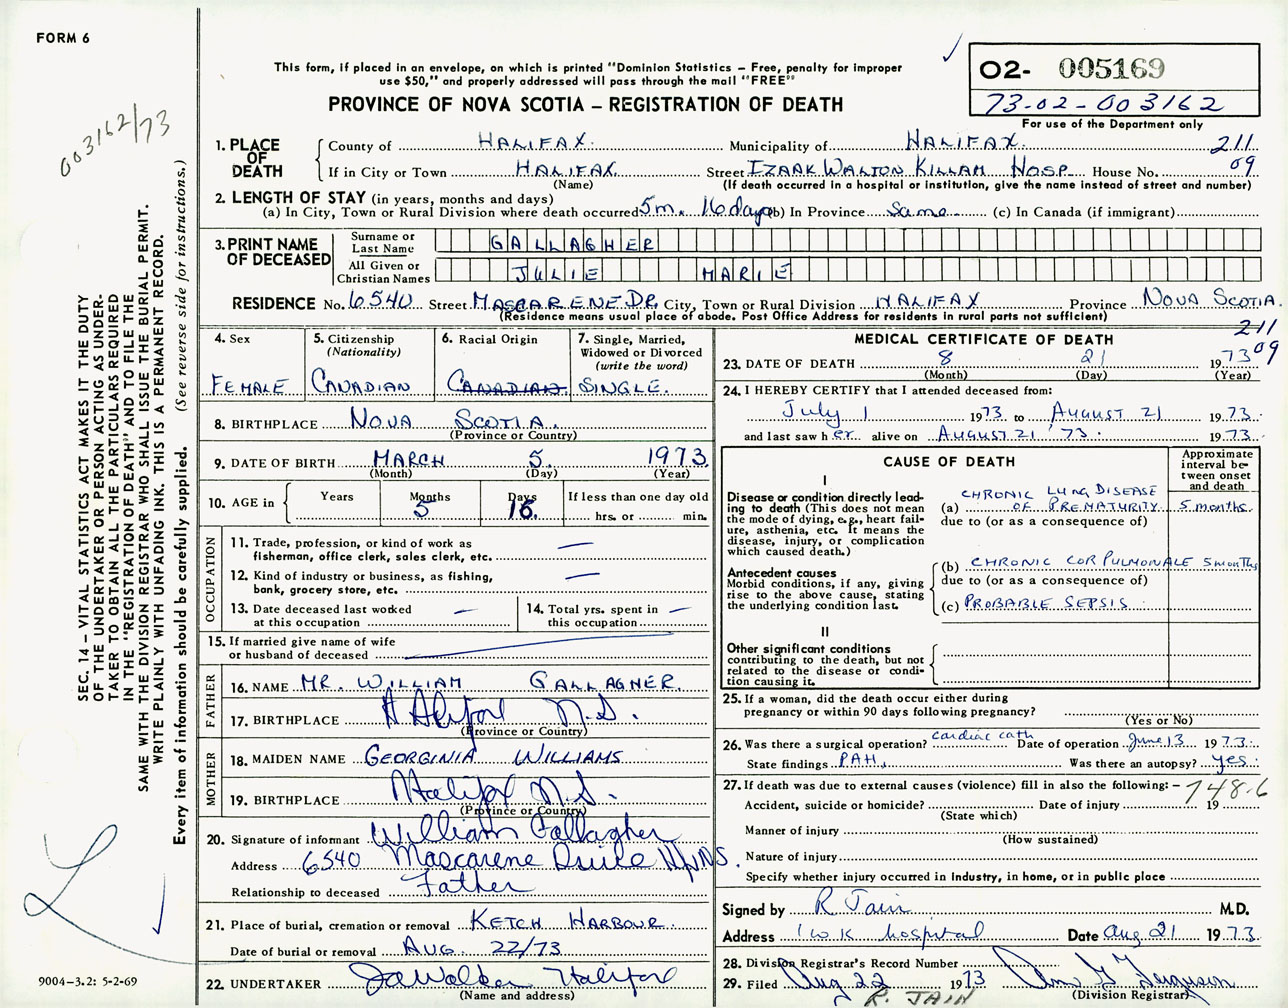 FORM 6
003162/73
SEC. 14 – VITAL STATISTICS ACT MAKES IT THE DUTY
OF THE UNDERTAKER OR PERSON ACTING AS UNDER-
TAKER TO OBTAIN ALL THE PARTICULARS REQUIRED
IN THE "REGISTRATION OF DEATH" AND TO FILE THE
SAME WITH THE DIVISION REGISTRAR WHO SHALL ISSUE THE BURIAL PERMIT.
WRITE PLAINLY WITH UNFADING INK. THIS IS A PERMANENT RECORD.
Every item of information should be carefully supplied. (See reverse side for instructions.)
9004–3.2: 5-2-69
This form, if placed in an envelope, on which is printed "Dominion Statistics – Free, penalty for improper
use $50," and properly addressed will pass through the mail "FREE"
PROVINCE OF NOVA SCOTIA – REGISTRATION OF DEATH
O2- 005169
73-02-003162
For use of the Department only
1. PLACE OF DEATH County of HALIFAX. Municipality of HALIFAX. 211
If in City or Town HALIFAX Street IZAAK WALTON KILLAM HOSP House No. 09
(Name) (If death occurred in a hospital or institution, give the name instead of street and number)
2. LENGTH OF STAY (in years, months and days)
(a) In City, Town or Rural Division where death occurred 5m. 16 days (b) In Province same (c) In Canada (if immigrant)
3. PRINT NAME OF DECEASED Surname or Last Name GALLAGHER
All Given or Christian Names JULIE MARIE
RESIDENCE No. 6540 Street MASCARENE DR City, Town or Rural Division HALIFAX Province NOVA SCOTIA.
(Residence means usual place of abode. Post Office Address for residents in rural parts not sufficient)
211
09
4. Sex FEMALE
5. Citizenship (Nationality) CANADIAN
6. Racial Origin CANADIAN
7. Single, Married, Widowed or Divorced (write the word) SINGLE.
8. BIRTHPLACE NOVA SCOTIA.
(Province or Country)
9. DATE OF BIRTH MARCH 5. 1973
(Month) (Day) (Year)
10. AGE in Years Months 5 Days 16. If less than one day old
hrs. or min.
OCCUPATION
11. Trade, profession, or kind of work as
fisherman, office clerk, sales clerk, etc. —
12. Kind of industry or business, as fishing,
bank, grocery store, etc. —
13. Date deceased last worked at this occupation — 14. Total yrs. spent in this occupation —
15. If married give name of wife
or husband of deceased
FATHER
16. NAME MR. WILLIAM GALLAGHER.
17. BIRTHPLACE Halifax N.S.
(Province or Country)
MOTHER
18. MAIDEN NAME GEORGINIA WILLIAMS
19. BIRTHPLACE Halifax N.S.
(Province or Country)
20. Signature of informant William Gallagher
Address 6540 Mascarene Drive Hfx NS.
Relationship to deceased Father
21. Place of burial, cremation or removal KETCH HARBOUR.
Date of burial or removal AUG. 22/73
22. UNDERTAKER Walker Halifax
(Name and address)
MEDICAL CERTIFICATE OF DEATH
23. DATE OF DEATH 8 21 1973
(Month) (Day) (Year)
24. I HEREBY CERTIFY that I attended deceased from:
July 1 1973 to AUGUST 21 1973.
and last saw her alive on AUGUST 21 '73. 1973.
CAUSE OF DEATH
Approximate interval between onset and death
I
Disease or condition directly leading to death (This does not mean the mode of dying, e.g., heart failure, asthenia, etc. It means the disease, injury, or complication which caused death.)
(a) CHRONIC LUNG DISEASE OF PREMATURITY 5 months.
due to (or as a consequence of)
Antecedent causes
Morbid conditions, if any, giving rise to the above cause, stating the underlying condition last.
(b) CHRONIC COR PULMONALE 5 months
due to (or as a consequence of)
(c) PROBABLE SEPSIS
II
Other significant conditions
contributing to the death, but not related to the disease or condition causing it.
25. If a woman, did the death occur either during
pregnancy or within 90 days following pregnancy?
(Yes or No)
26. Was there a surgical operation? cardiac cath Date of operation June 13 1973.
State findings PAH. Was there an autopsy? yes.
27. If death was due to external causes (violence) fill in also the following: – 748.6
Accident, suicide or homicide? Date of injury 19
(State which)
Manner of injury
(How sustained)
Nature of injury
Specify whether injury occurred in Industry, in home, or in public place
Signed by R Jain M.D.
Address I W K hospital Date Aug 21 1973.
28. Division Registrar's Record Number
29. Filed Aug 22 1973 Ferguson
(Division Registrar)
R. JAIN